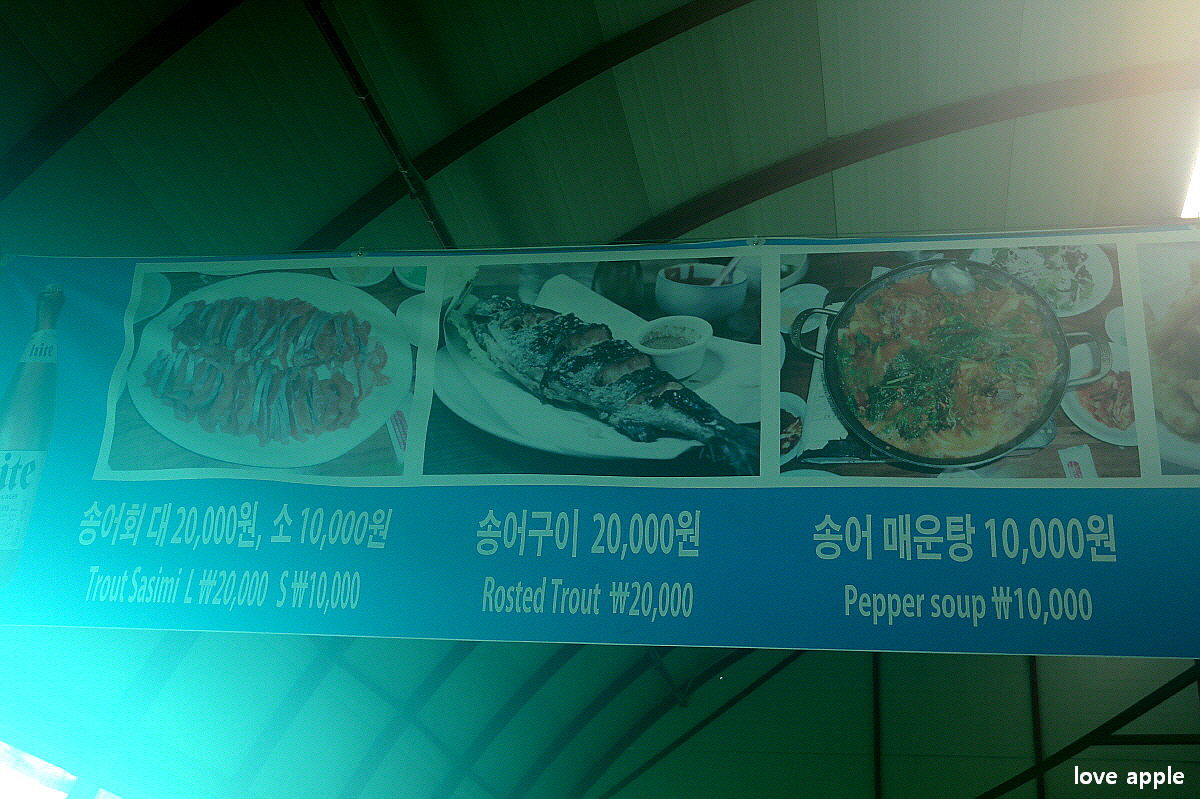 hite
hite
송어회 대 20,000원, 소 10,000원
Trout Sasimi L ₩20,000 S ₩10,000
송어구이 20,000원
Rosted Trout ₩20,000
송어 매운탕 10,000원
Pepper soup ₩10,000
love apple